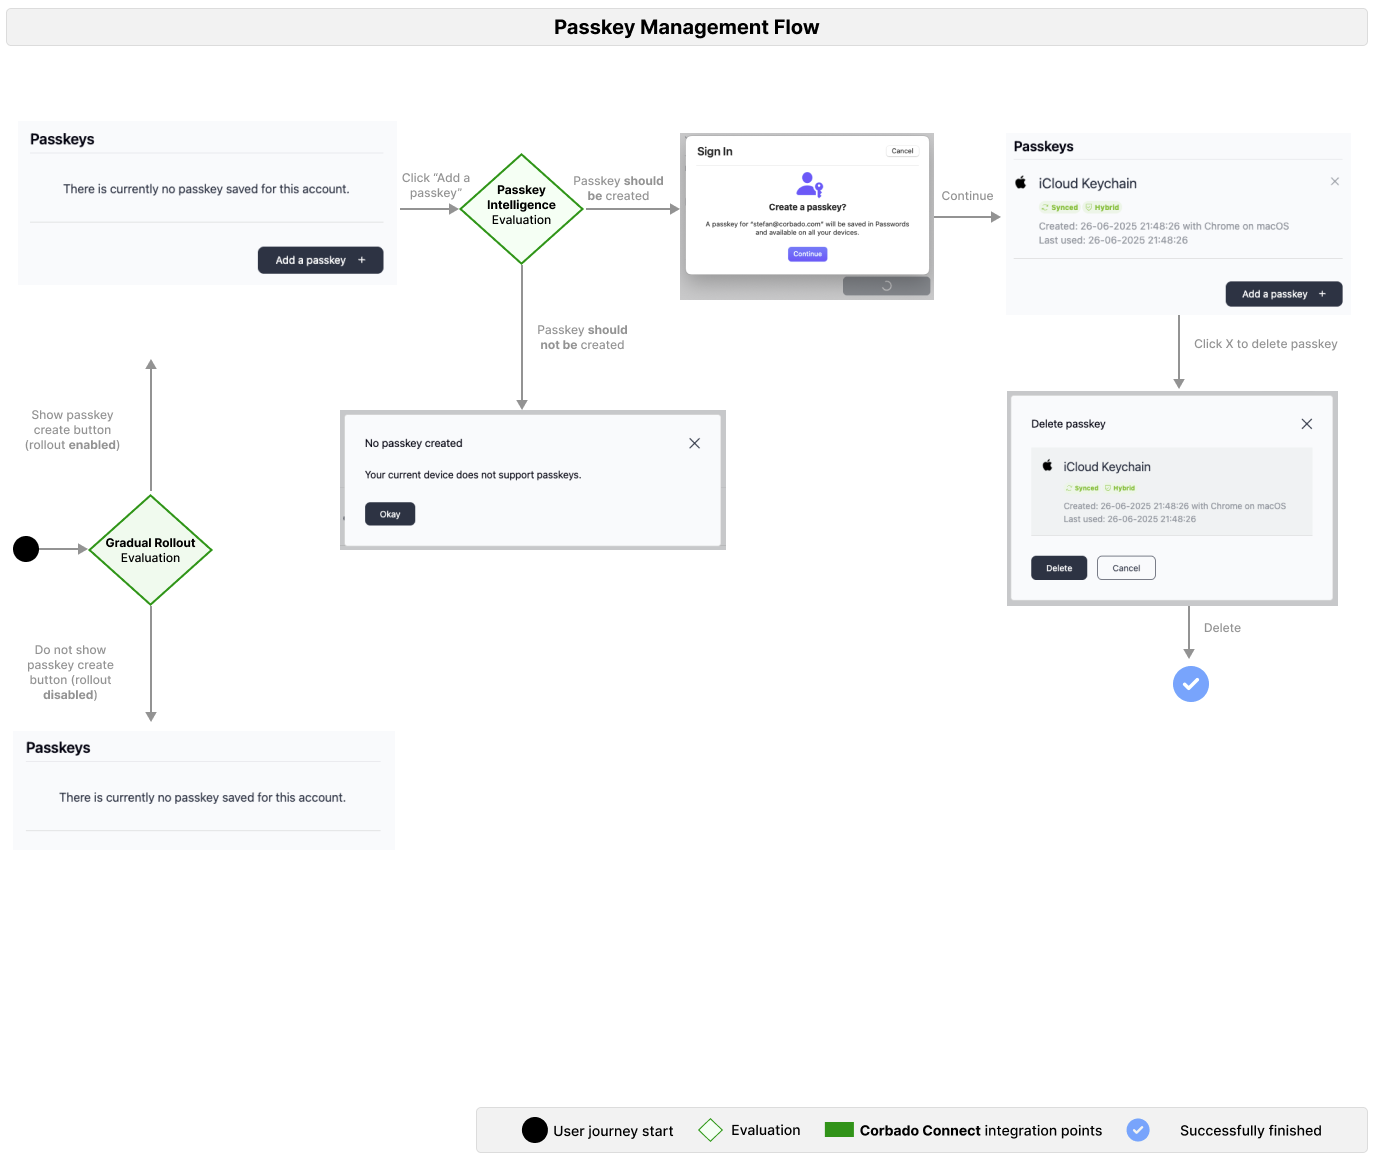 Passkey Management Flow
Passkeys
There is currently no passkey saved for this account.
Add a passkey +
Click “Add a
passkey”
Passkey
Intelligence
Evaluation
Passkey should
be created
Sign In
Cancel
Create a passkey?
A passkey for "stefan@corbado.com" will be saved in Passwords
and available on all your devices.
Continue
Continue
Passkeys
iCloud Keychain
Synced Hybrid
Created: 26-06-2025 21:48:26 with Chrome on macOS
Last used: 26-06-2025 21:48:26
Add a passkey +
Passkey should
not be created
Click X to delete passkey
No passkey created
Your current device does not support passkeys.
Okay
Delete passkey
iCloud Keychain
Synced Hybrid
Created: 26-06-2025 21:48:26 with Chrome on macOS
Last used: 26-06-2025 21:48:26
Delete
Cancel
Delete
Show passkey
create button
(rollout enabled)
Gradual Rollout
Evaluation
Do not show
passkey create
button (rollout
disabled)
Passkeys
There is currently no passkey saved for this account.
User journey start
Evaluation
Corbado Connect integration points
Successfully finished